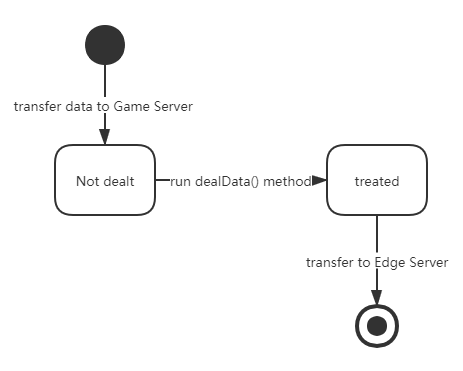 transfer data to Game Server
Not dealt
run dealData() method
treated
transfer to Edge Server